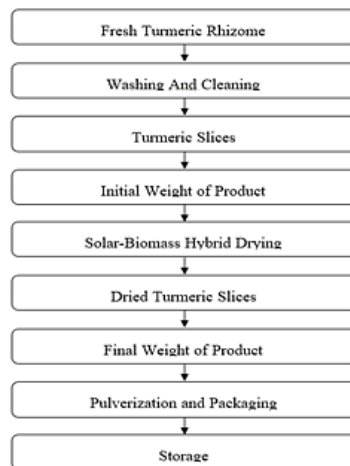 Fresh Turmeric Rhizome
Washing And Cleaning
Turmeric Slices
Initial Weight of Product
Solar-Biomass Hybrid Drying
Dried Turmeric Slices
Final Weight of Product
Pulverization and Packaging
Storage